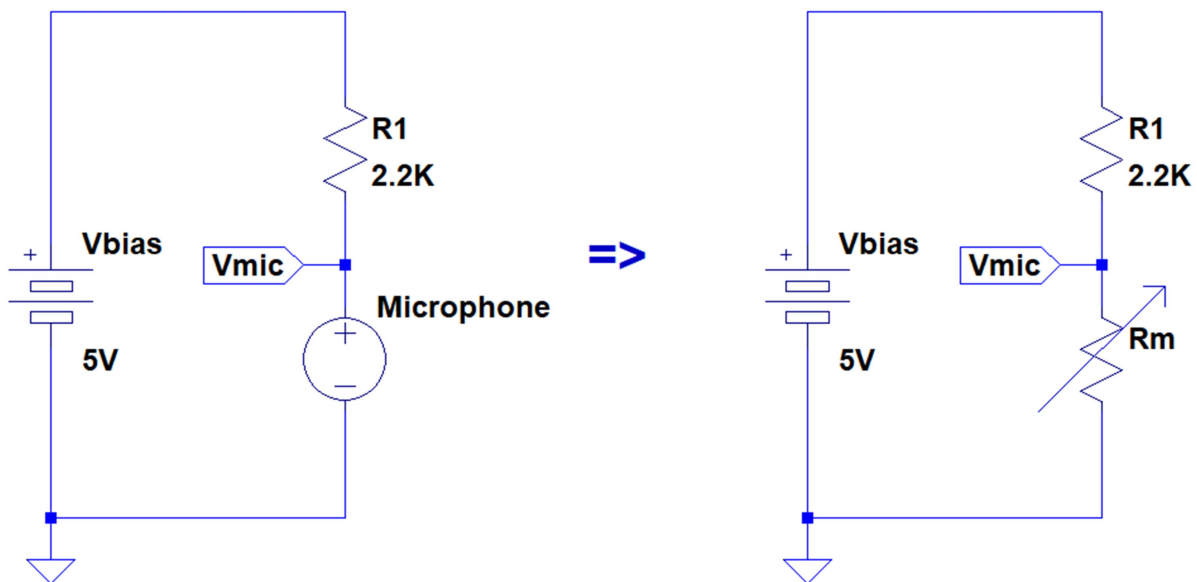 R1
2.2K
Vbias
Vmic
Microphone
5V
=>
R1
2.2K
Vbias
Vmic
Rm
5V